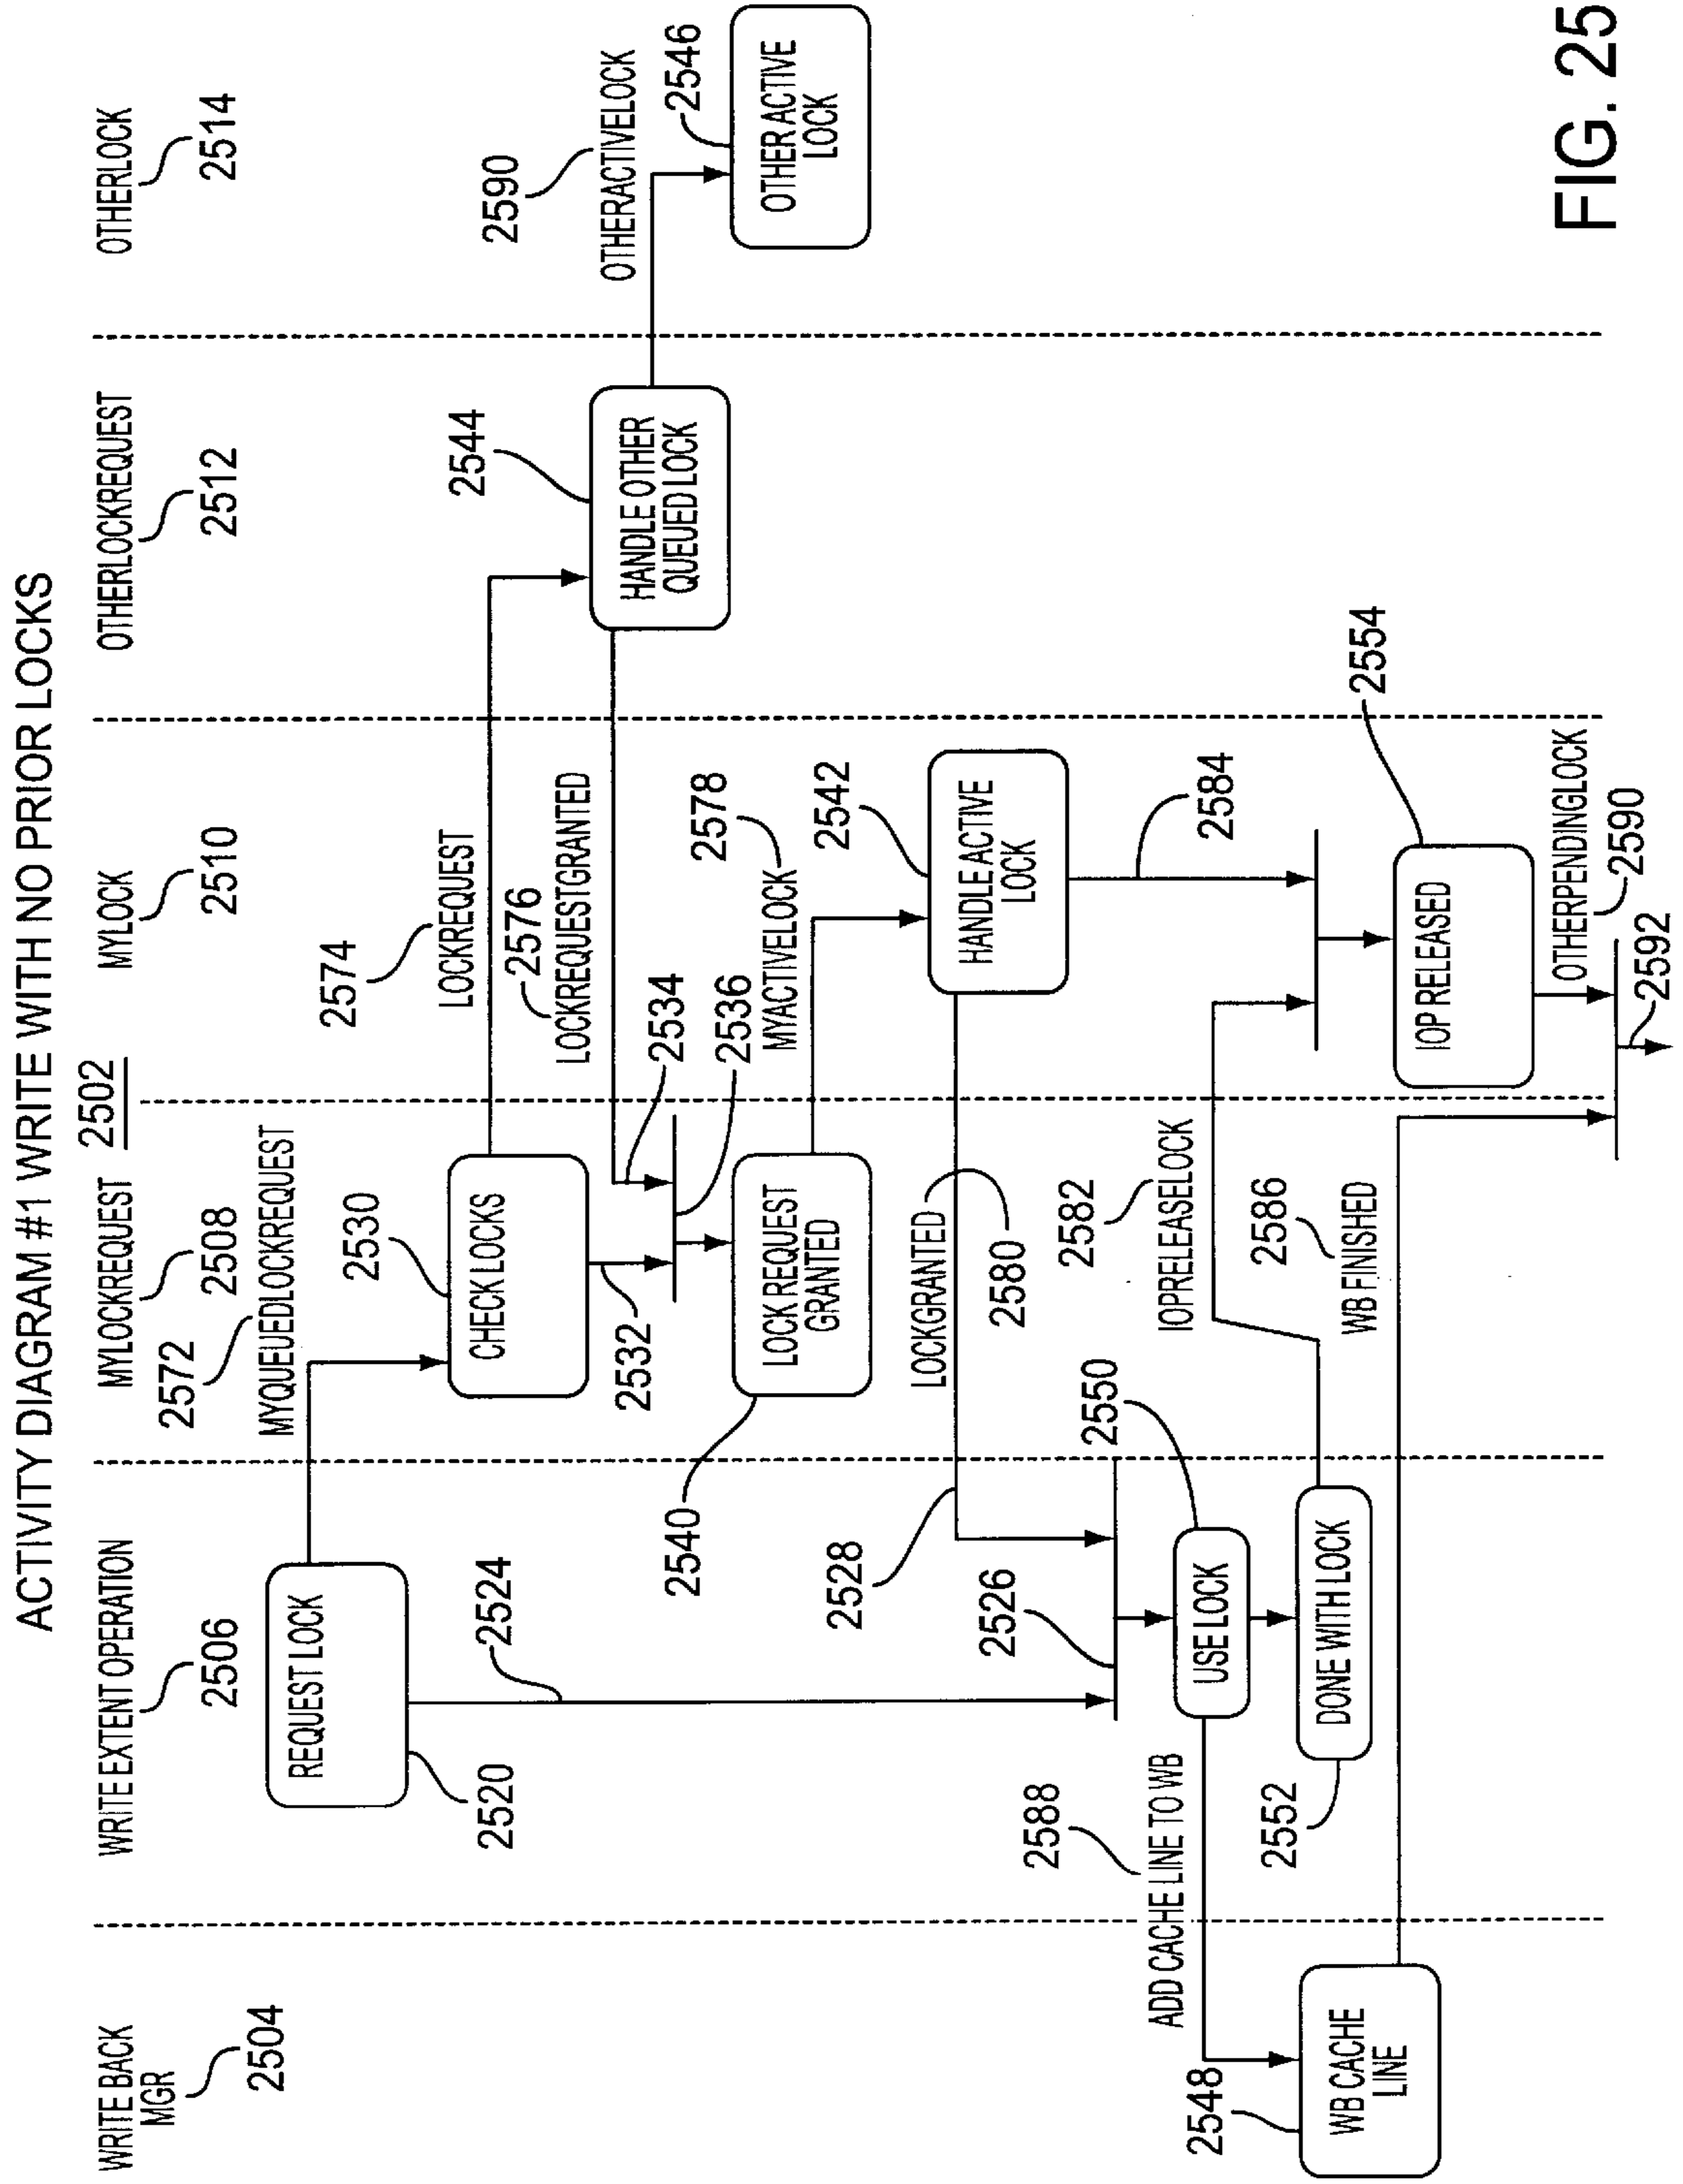 ACTIVITY DIAGRAM #1 WRITE WITH NO PRIOR LOCKS
2502
WRITE BACK
MGR
2504
WRITE EXTENT OPERATION
2506
MYLOCKREQUEST
2508
MYLOCK
2510
OTHERLOCKREQUEST
2512
OTHERLOCK
2514
2572
MYQUEUEDLOCKREQUEST
REQUEST LOCK
2520
2530
CHECK LOCKS
2574
LOCKREQUEST
2544
HANDLE OTHER
QUEUED LOCK
2590
OTHERACTIVELOCK
2546
OTHER ACTIVE
LOCK
2524
2532
2576
LOCKREQUESTGRANTED
2534
2536
2578
MYACTIVELOCK
2540
LOCK REQUEST
GRANTED
2542
HANDLE ACTIVE
LOCK
2528
LOCKGRANTED
2580
2526
2550
USE LOCK
2582
IOPRELEASELOCK
2584
2588
ADD CACHE LINE TO WB
2552
DONE WITH LOCK
2586
WB FINISHED
2554
IOP RELEASED
2548
WB CACHE
LINE
OTHERPENDINGLOCK
2590
2592
FIG. 25